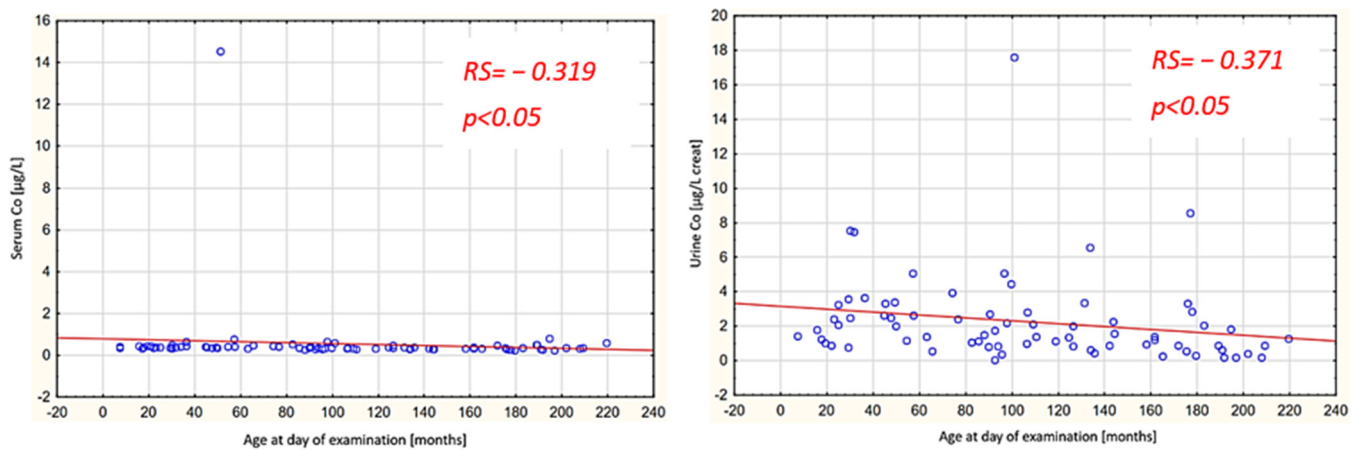 16
14
12
10
8
6
4
2
0
-2
Serum Co [µg/L]
RS= − 0.319
p<0.05
-20 0 20 40 60 80 100 120 140 160 180 200 220 240
Age at day of examination [months]
20
18
16
14
12
10
8
6
4
2
0
-2
Urine Co [µg/L creat]
RS= − 0.371
p<0.05
-20 0 20 40 60 80 100 120 140 160 180 200 220 240
Age at day of examination [months]